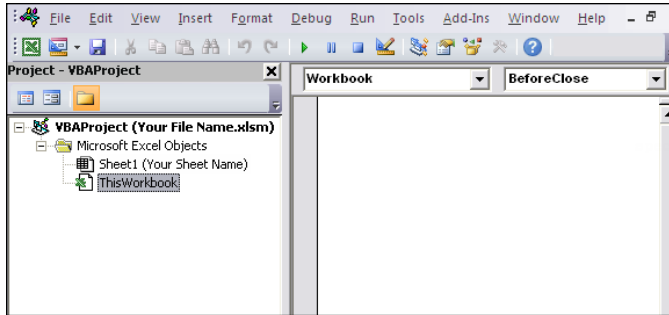 File Edit View Insert Format Debug Run Tools Add-Ins Window Help
Project - VBAProject
Workbook BeforeClose
VBAProject (Your File Name.xlsm)
Microsoft Excel Objects
Sheet1 (Your Sheet Name)
ThisWorkbook